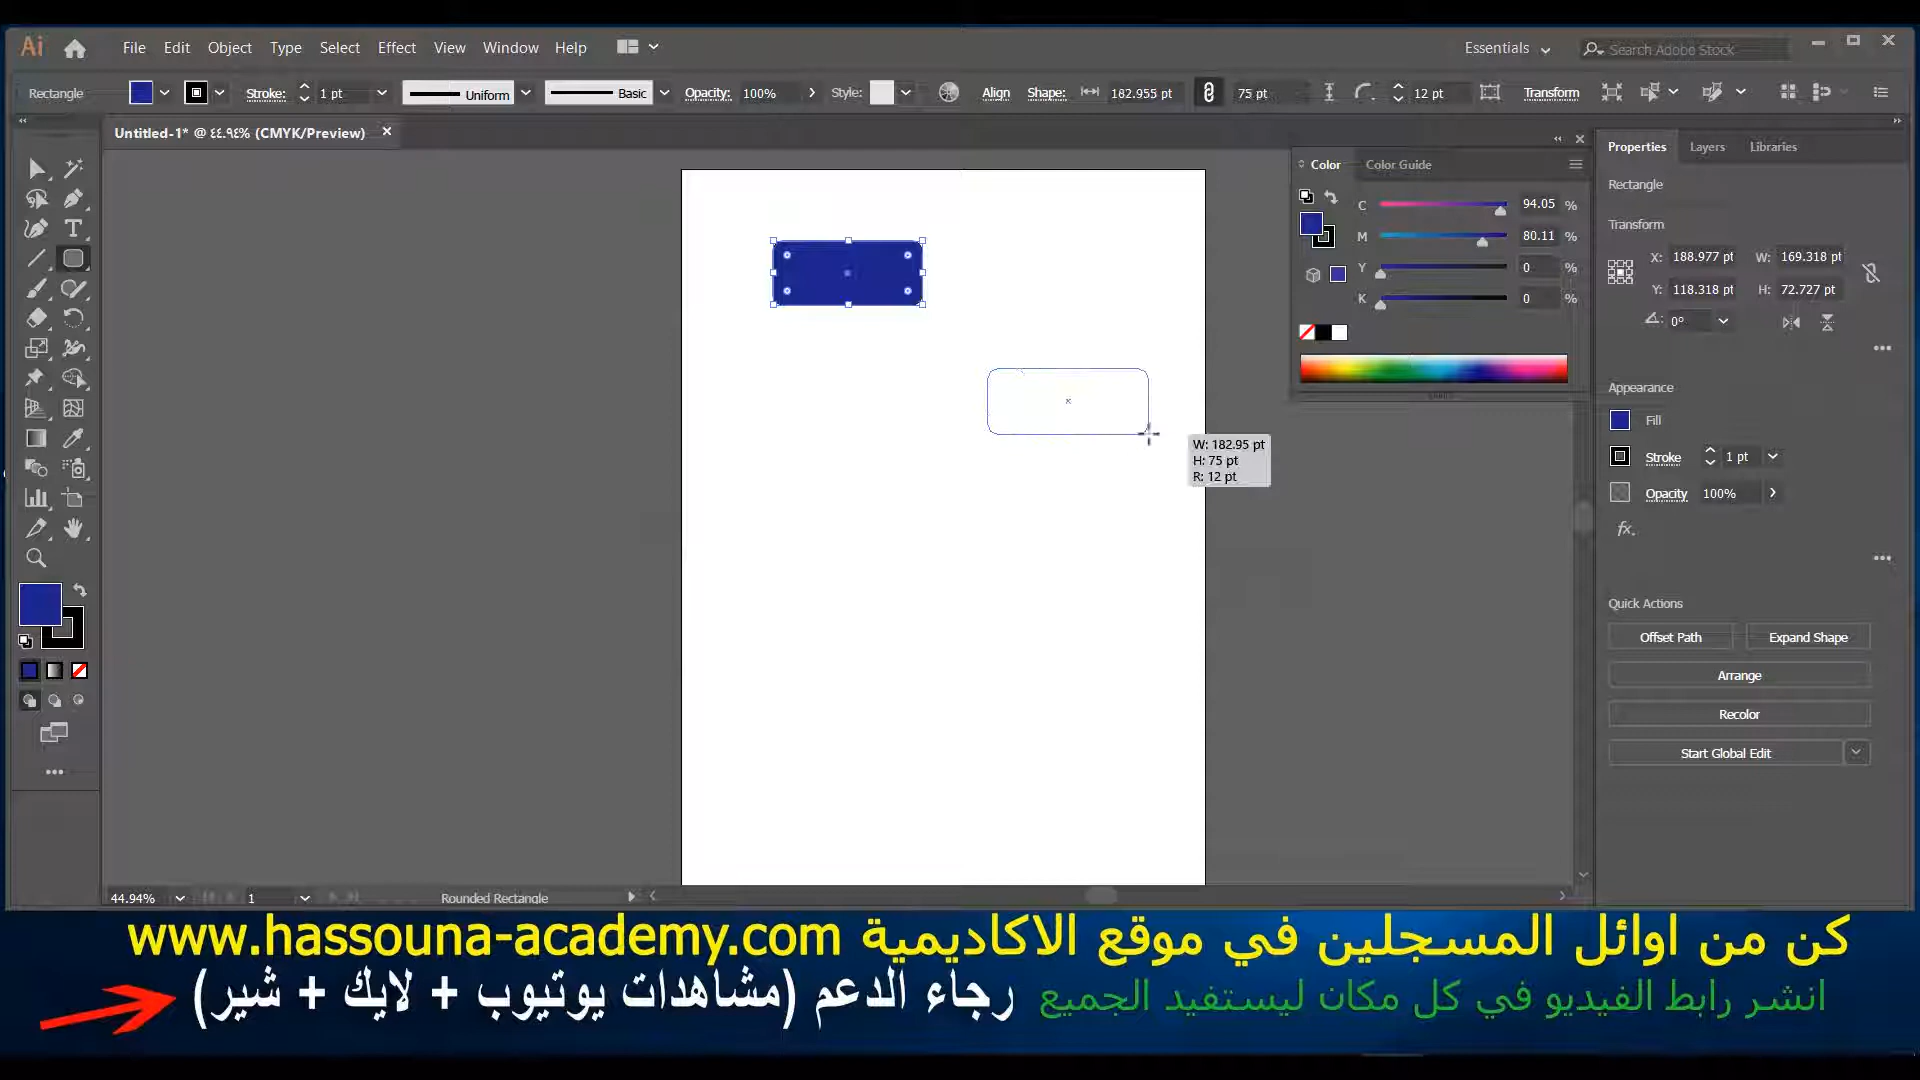 Ai File Edit Object Type Select Effect View Window Help Essentials Search Adobe Stock
Rectangle Stroke: 1 pt Uniform Basic Opacity: 100% Style: Align Shape: 182.955 pt 75 pt 12 pt Transform
Untitled-1* @ ٤٤.٩٤% (CMYK/Preview)
Color Color Guide
C 94.05 %
M 80.11 %
Y 0 %
K 0 %
Properties Layers Libraries
Rectangle
Transform
X: 188.977 pt W: 169.318 pt
Y: 118.318 pt H: 72.727 pt
0°
Appearance
Fill
Stroke 1 pt
Opacity 100%
fx.
Quick Actions
Offset Path Expand Shape
Arrange
Recolor
Start Global Edit
W: 182.95 pt
H: 75 pt
R: 12 pt
44.94% 1 Rounded Rectangle
كن من اوائل المسجلين في موقع الاكاديمية www.hassouna-academy.com
انشر رابط الفيديو في كل مكان ليستفيد الجميع رجاء الدعم (مشاهدات يوتيوب + لايك + شير)